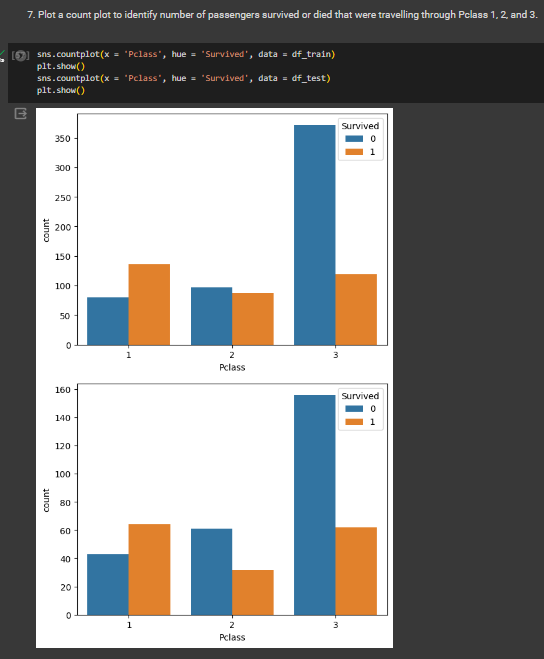 7. Plot a count plot to identify number of passengers survived or died that were travelling through Pclass 1, 2, and 3.
sns.countplot(x = 'Pclass', hue = 'Survived', data = df_train)
plt.show()
sns.countplot(x = 'Pclass', hue = 'Survived', data = df_test)
plt.show()
Survived
0
1
350
300
250
200
150
100
50
0
count
1 2 3
Pclass
Survived
0
1
160
140
120
100
80
60
40
20
0
count
1 2 3
Pclass